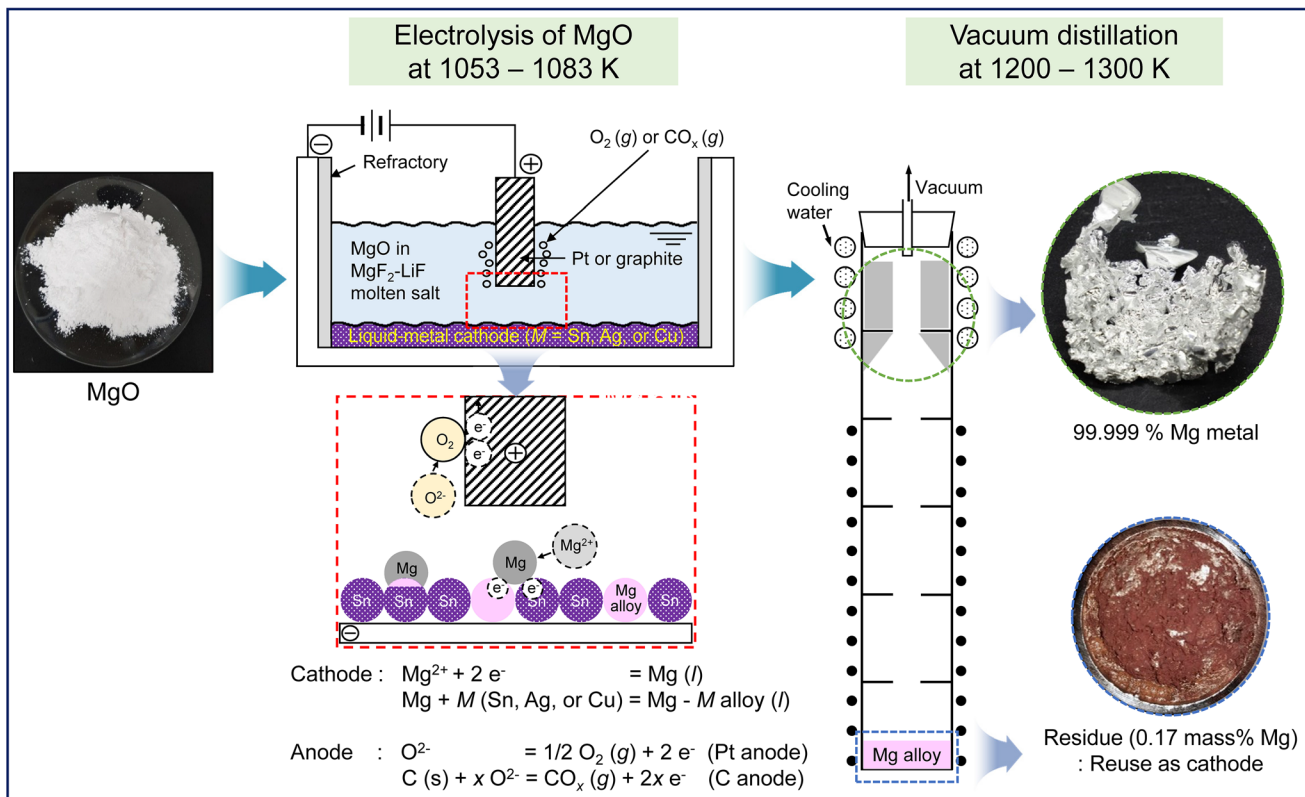 Electrolysis of MgO
at 1053 – 1083 K
Vacuum distillation
at 1200 – 1300 K
MgO
O₂ (g) or COₓ (g)
Refractory
MgO in
MgF₂-LiF
molten salt
Pt or graphite
Liquid-metal cathode (M = Sn, Ag, or Cu)
O₂
e⁻
e⁻
O²⁻
Mg
Mg
Mg²⁺
e⁻
e⁻
Sn
Sn
Sn
Sn
Sn
Mg
alloy
Sn
Cathode : Mg²⁺ + 2 e⁻ = Mg (l)
Mg + M (Sn, Ag, or Cu) = Mg - M alloy (l)
Anode : O²⁻ = 1/2 O₂ (g) + 2 e⁻ (Pt anode)
C (s) + x O²⁻ = COₓ (g) + 2x e⁻ (C anode)
Cooling
water
Vacuum
Mg alloy
99.999 % Mg metal
Residue (0.17 mass% Mg)
: Reuse as cathode